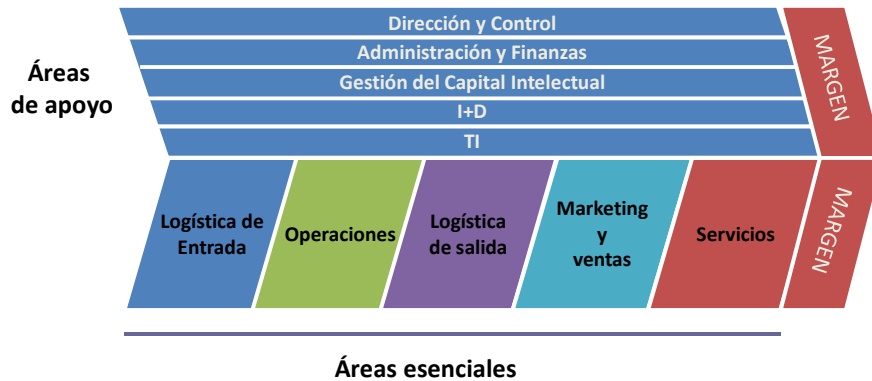 Dirección y Control
Administración y Finanzas
Gestión del Capital Intelectual
I+D
TI
Áreas
de apoyo
MARGEN
Logística de
Entrada
Operaciones
Logística
de salida
Marketing
y
ventas
Servicios
MARGEN
Áreas esenciales